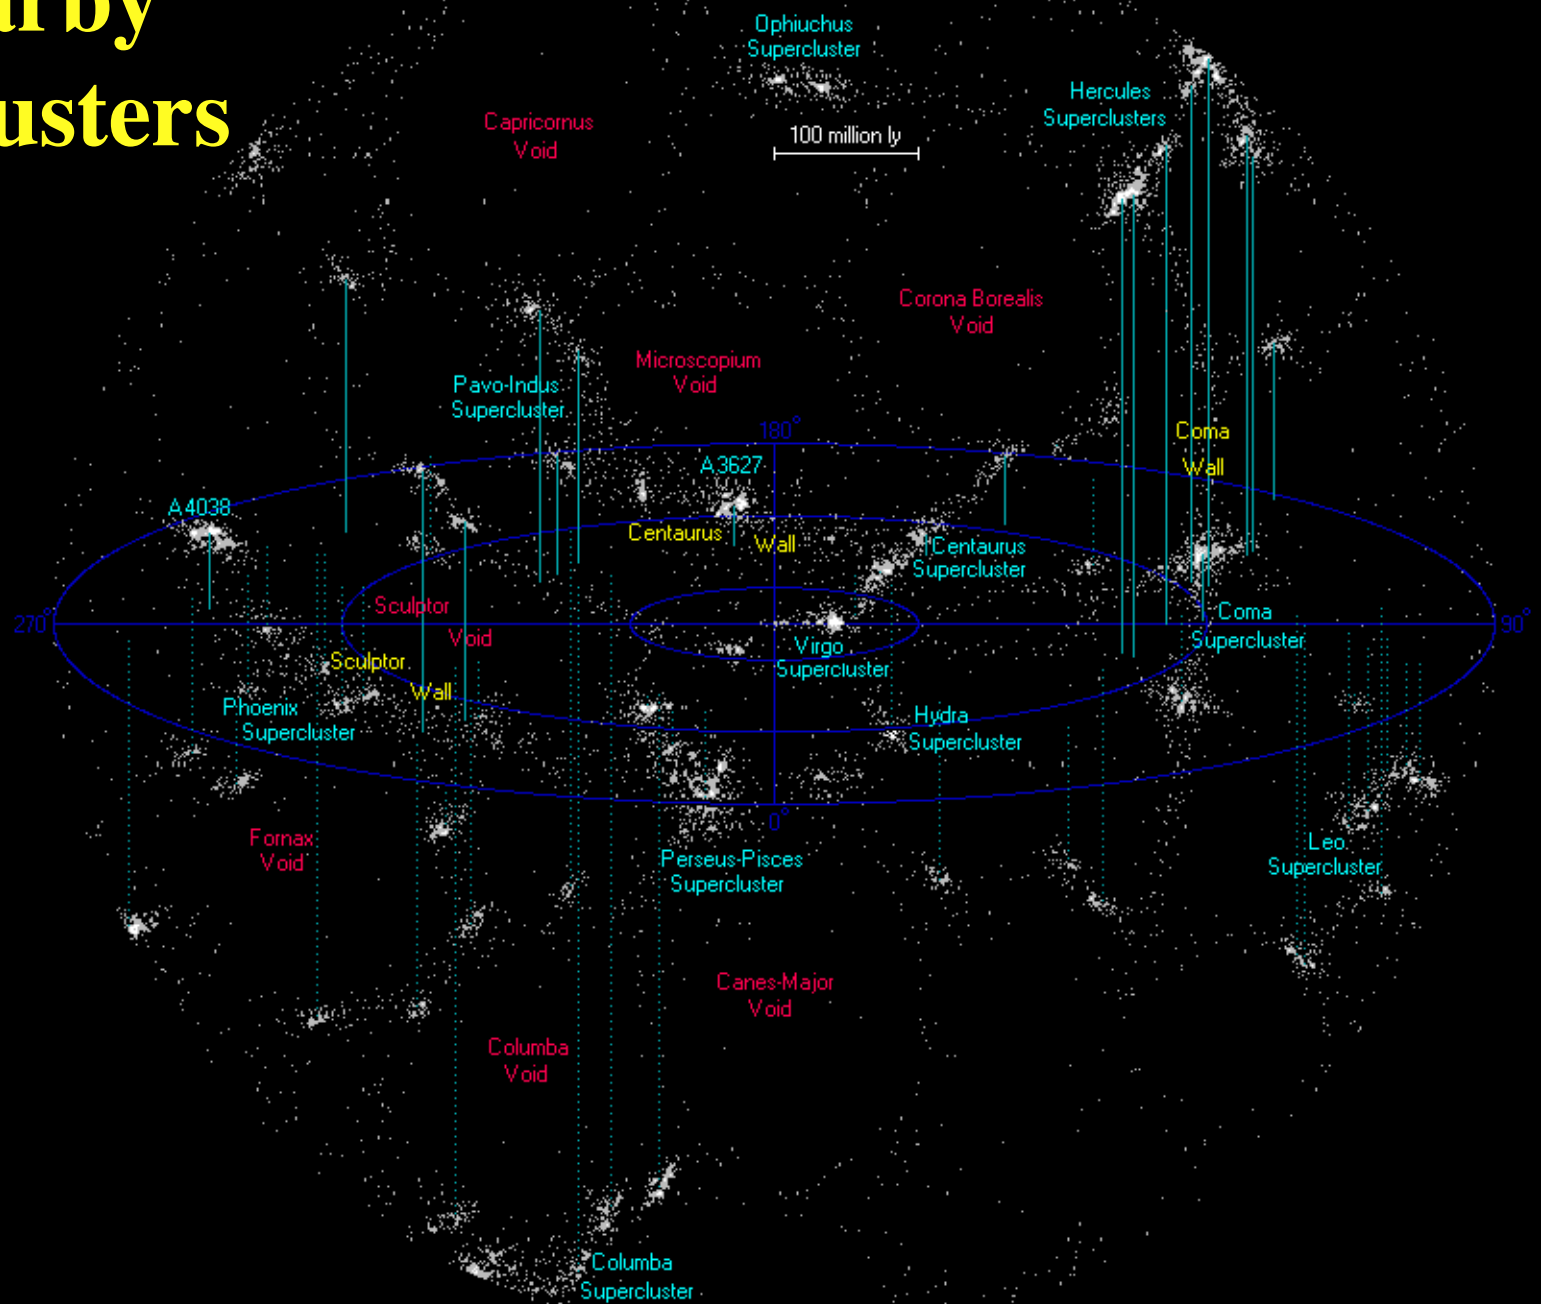 by
usters
Ophiuchus
Supercluster
Hercules
Superclusters
Capricornus
Void
100 million ly
Corona Borealis
Void
Microscopium
Void
Pavo-Indus
Supercluster
180°
Coma
Wall
A3627
A4038
Centaurus
Wall
Centaurus
Supercluster
Sculptor
Void
270°
90°
Coma
Supercluster
Virgo
Supercluster
Sculptor
Wall
Phoenix
Supercluster
Hydra
Supercluster
0°
Fornax
Void
Perseus-Pisces
Supercluster
Leo
Supercluster
Canes-Major
Void
Columba
Void
Columba
Supercluster